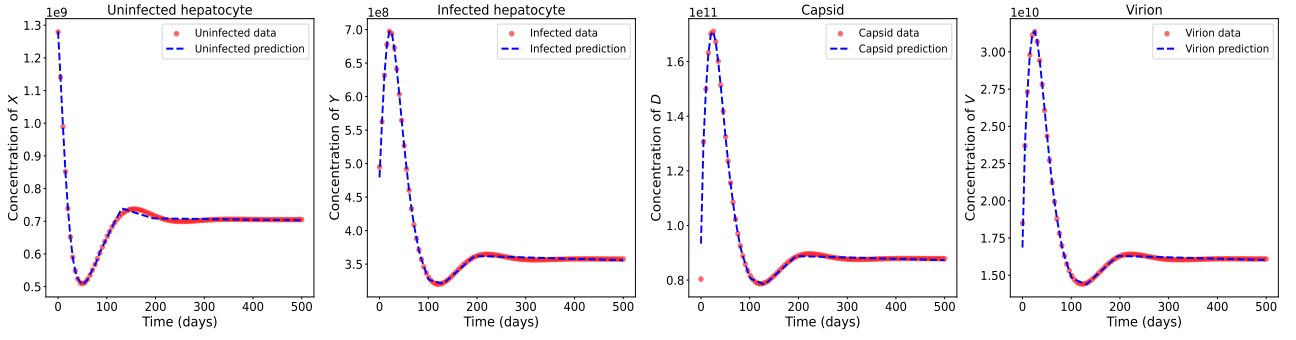 Uninfected hepatocyte
1e9
Uninfected data
Uninfected prediction
1.3
1.2
1.1
1.0
0.9
0.8
0.7
0.6
0.5
Concentration of X
0 100 200 300 400 500
Time (days)
Infected hepatocyte
1e8
Infected data
Infected prediction
7.0
6.5
6.0
5.5
5.0
4.5
4.0
3.5
Concentration of Y
0 100 200 300 400 500
Time (days)
Capsid
1e11
Capsid data
Capsid prediction
1.6
1.4
1.2
1.0
0.8
Concentration of D
0 100 200 300 400 500
Time (days)
Virion
1e10
Virion data
Virion prediction
3.00
2.75
2.50
2.25
2.00
1.75
1.50
Concentration of V
0 100 200 300 400 500
Time (days)